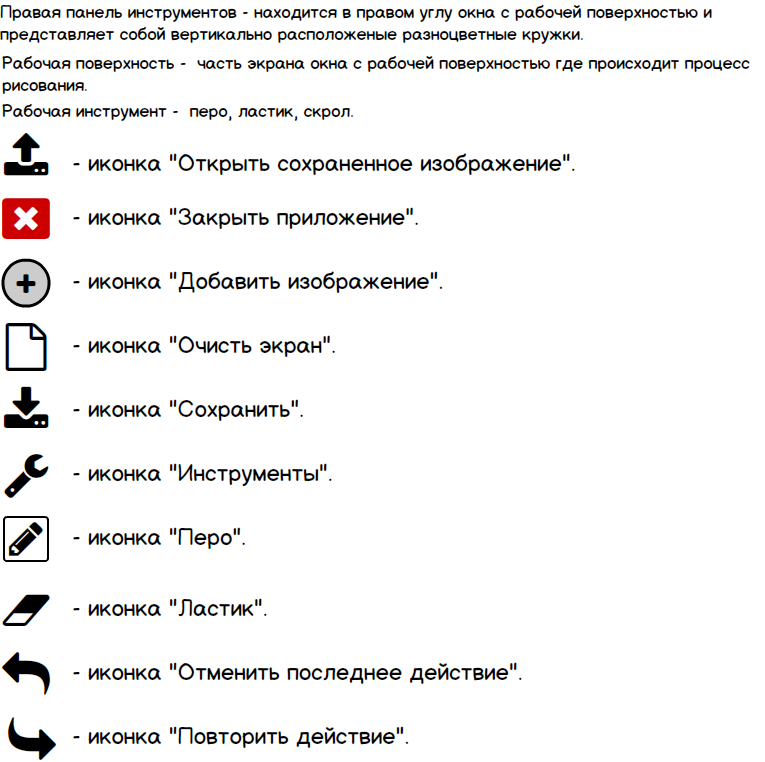 Правая панель инструментов - находится в правом углу окна с рабочей поверхностью и
представляет собой вертикально расположеные разноцветные кружки.
Рабочая поверхность - часть экрана окна с рабочей поверхностью где происходит процесс
рисования.
Рабочая инструмент - перо, ластик, скрол.
- иконка "Открыть сохраненное изображение".
- иконка "Закрыть приложение".
- иконка "Добавить изображение".
- иконка "Очисть экран".
- иконка "Сохранить".
- иконка "Инструменты".
- иконка "Перо".
- иконка "Ластик".
- иконка "Отменить последнее действие".
- иконка "Повторить действие".